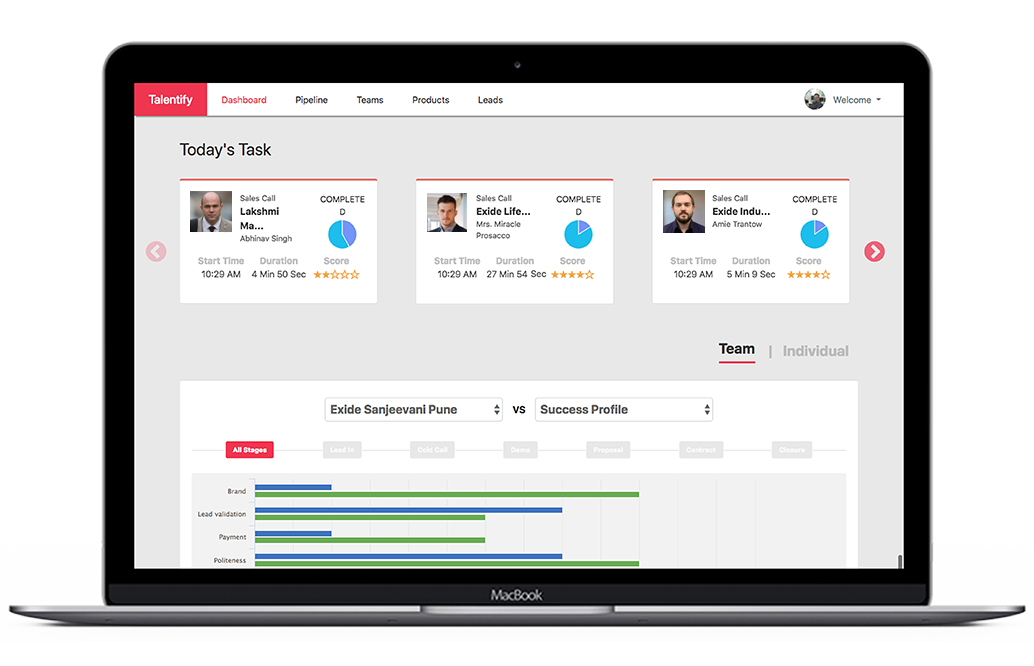 Talentify
Dashboard
Pipeline
Teams
Products
Leads
Welcome
Today's Task
Sales Call
Lakshmi
Ma...
Abhinav Singh
COMPLETE
D
Start Time
Duration
Score
10:29 AM
4 Min 50 Sec
Sales Call
Exide Life...
Mrs. Miracle
Prosacco
COMPLETE
D
Start Time
Duration
Score
10:29 AM
27 Min 54 Sec
Sales Call
Exide Indu...
Amie Trantow
COMPLETE
D
Start Time
Duration
Score
10:29 AM
5 Min 9 Sec
Team | Individual
Exide Sanjeevani Pune
VS
Success Profile
All Stages
Lead In
Cold Call
Demo
Proposal
Contract
Closure
Brand
Lead validation
Payment
Politeness
MacBook